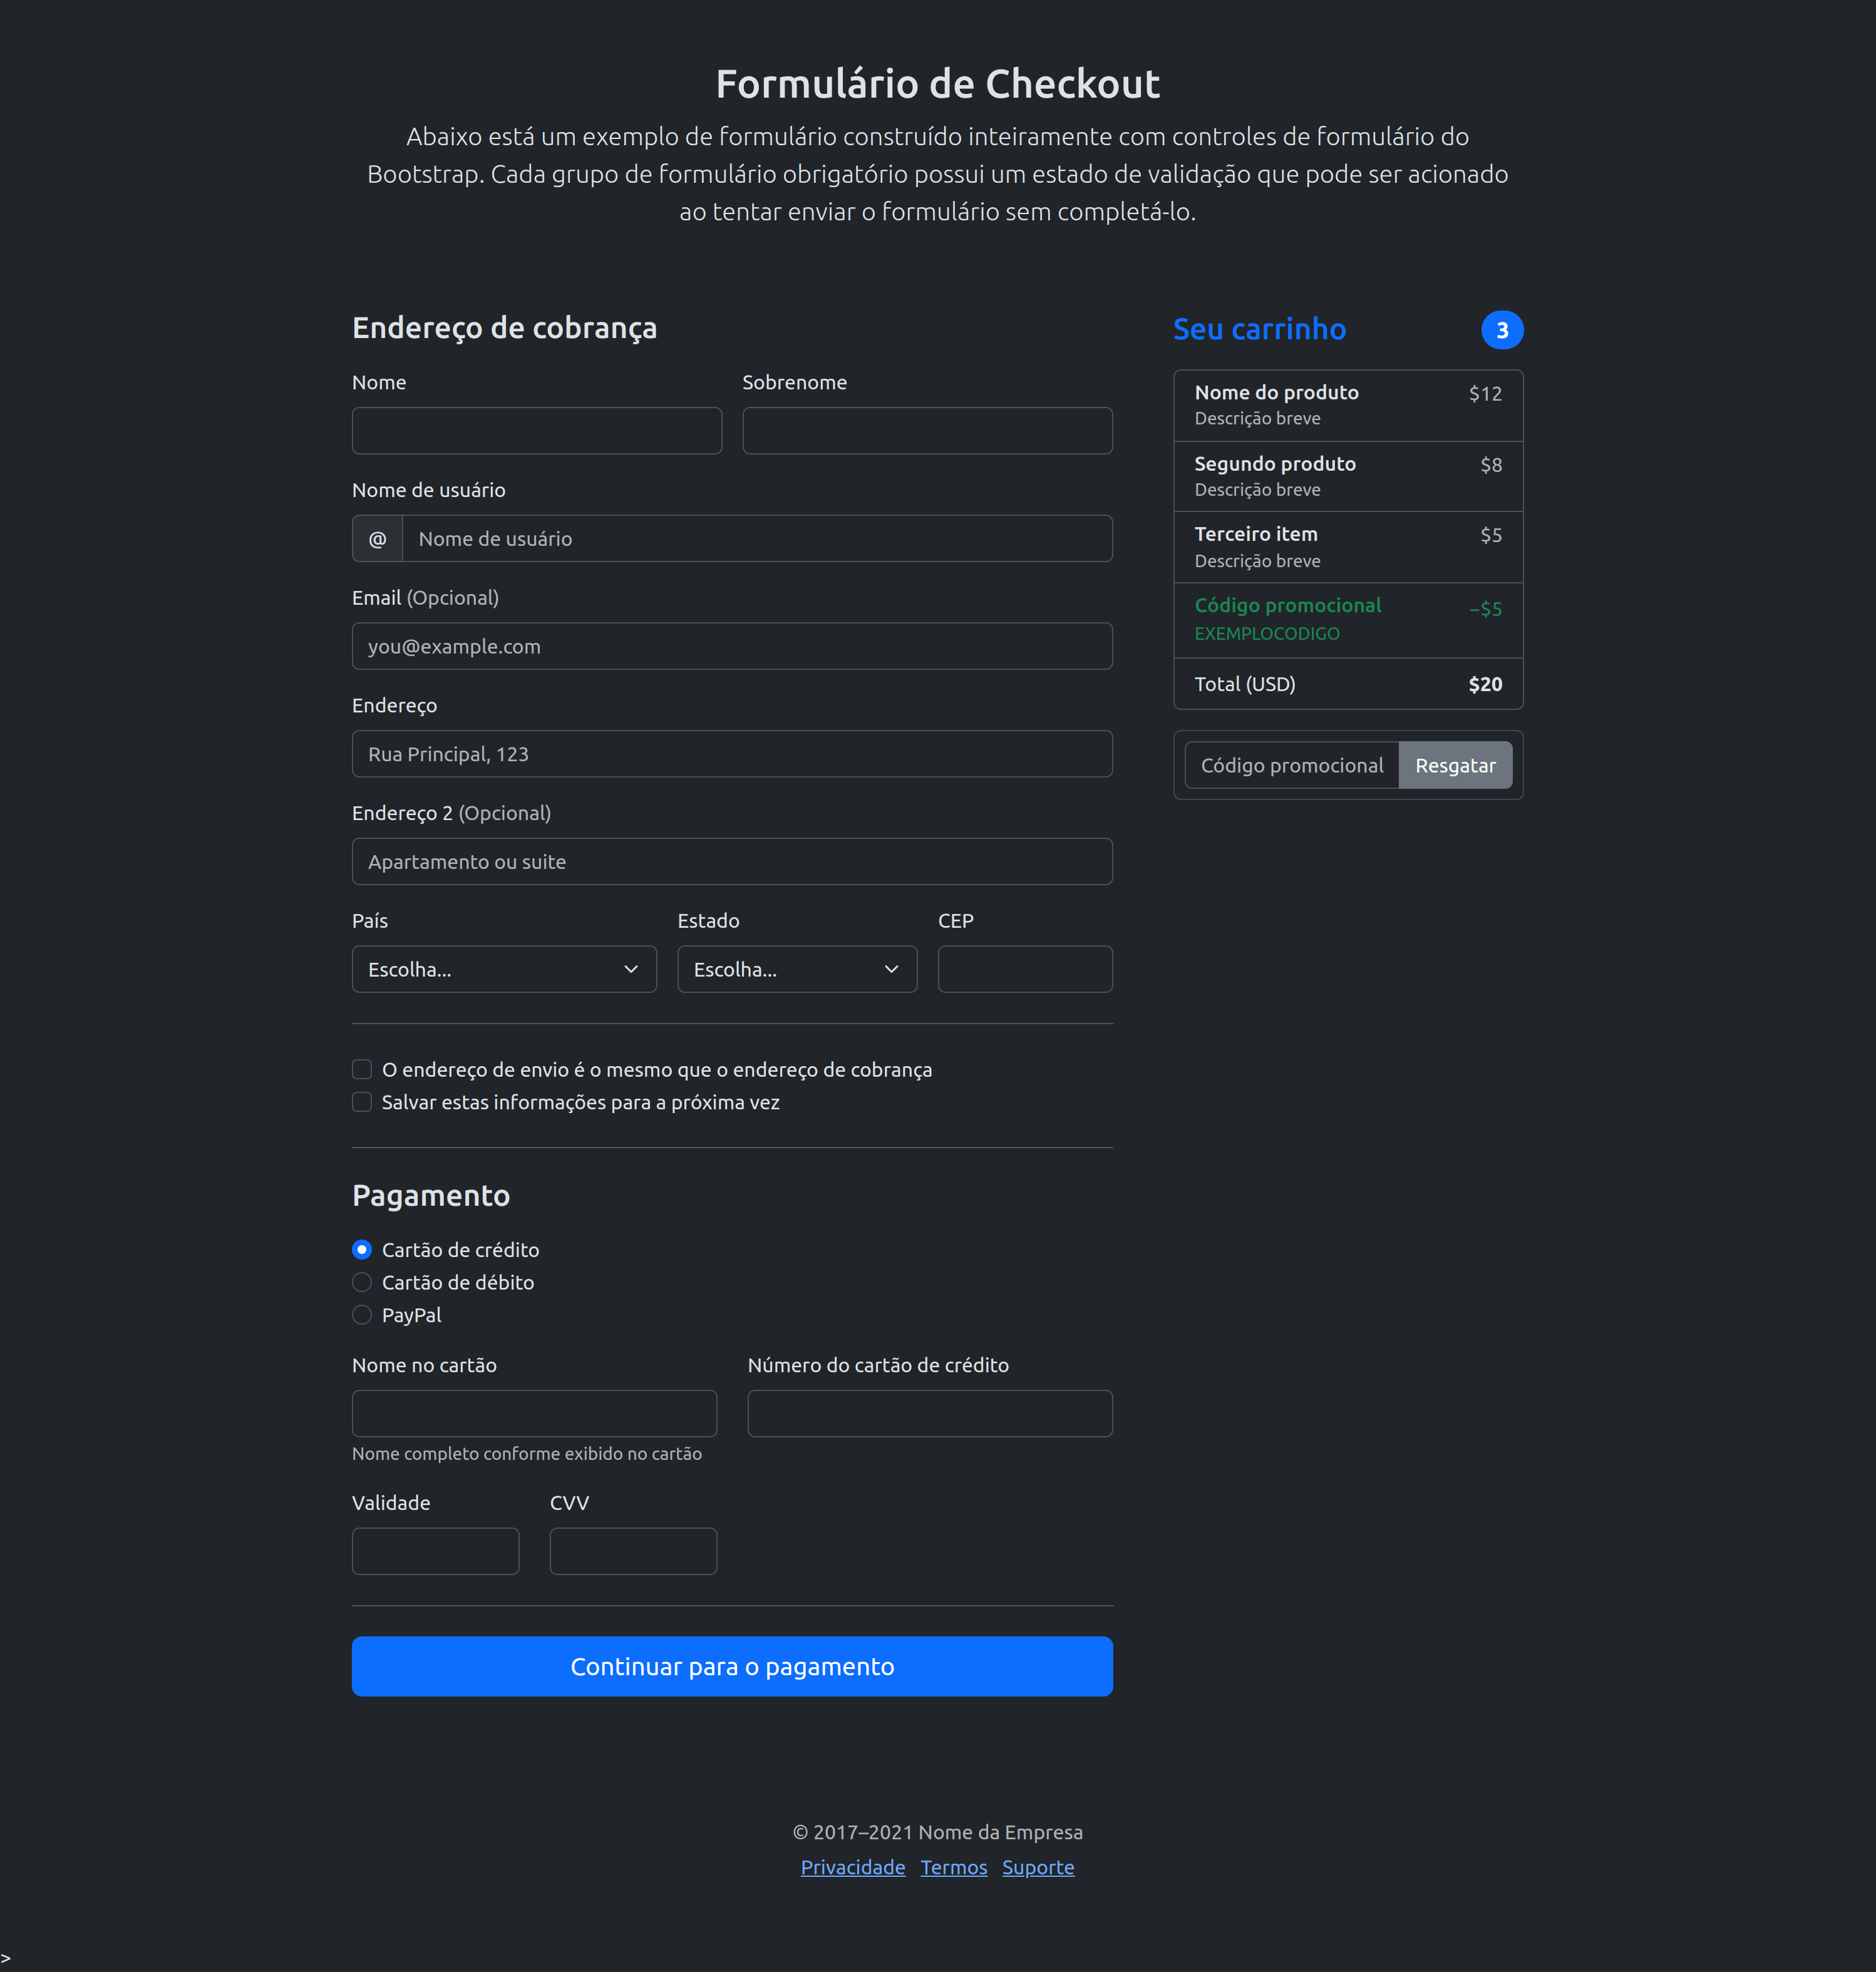 Formulário de Checkout
Abaixo está um exemplo de formulário construído inteiramente com controles de formulário do
Bootstrap. Cada grupo de formulário obrigatório possui um estado de validação que pode ser acionado
ao tentar enviar o formulário sem completá-lo.
Endereço de cobrança
Nome Sobrenome
Nome de usuário
@ Nome de usuário
Email (Opcional)
you@example.com
Endereço
Rua Principal, 123
Endereço 2 (Opcional)
Apartamento ou suite
País Estado CEP
Escolha... Escolha...
O endereço de envio é o mesmo que o endereço de cobrança
Salvar estas informações para a próxima vez
Pagamento
Cartão de crédito
Cartão de débito
PayPal
Nome no cartão Número do cartão de crédito
Nome completo conforme exibido no cartão
Validade CVV
Continuar para o pagamento
Seu carrinho 3
Nome do produto $12
Descrição breve
Segundo produto $8
Descrição breve
Terceiro item $5
Descrição breve
Código promocional −$5
EXEMPLOCODIGO
Total (USD) $20
Código promocional Resgatar
© 2017–2021 Nome da Empresa
Privacidade Termos Suporte
>